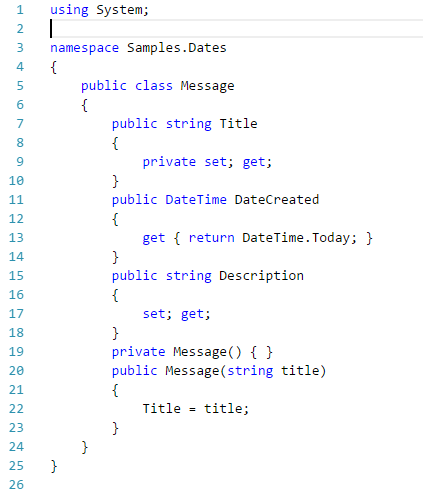 1 using System;
2
3 namespace Samples.Dates
4 {
5     public class Message
6     {
7         public string Title
8         {
9             private set; get;
10         }
11         public DateTime DateCreated
12         {
13             get { return DateTime.Today; }
14         }
15         public string Description
16         {
17             set; get;
18         }
19         private Message() { }
20         public Message(string title)
21         {
22             Title = title;
23         }
24     }
25 }
26